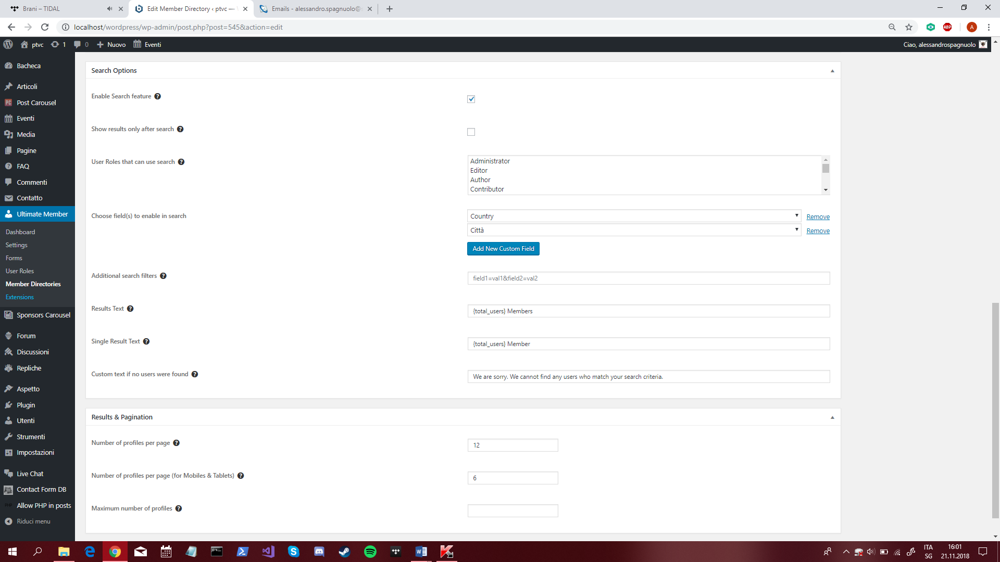 Brani – TIDAL
Edit Member Directory ‹ ptvc —
Emails - alessandro.spagnuolo@
localhost/wordpress/wp-admin/post.php?post=545&action=edit
ABP
A
ptvc
1
0
Nuovo
Eventi
Ciao, alessandrospagnuolo
Bacheca
Articoli
PC
Post Carousel
Eventi
Media
Pagine
FAQ
Commenti
Contatto
Ultimate Member
Dashboard
Settings
Forms
User Roles
Member Directories
Extensions
Sponsors Carousel
Forum
Discussioni
Repliche
Aspetto
Plugin
Utenti
Strumenti
Impostazioni
Live Chat
Contact Form DB
PHP
Allow PHP in posts
Riduci menu
Search Options
Enable Search feature
Show results only after search
User Roles that can use search
Administrator
Editor
Author
Contributor
Choose field(s) to enable in search
Country
Remove
Città
Remove
Add New Custom Field
Additional search filters
field1=val1&field2=val2
Results Text
{total_users} Members
Single Result Text
{total_users} Member
Custom text if no users were found
We are sorry. We cannot find any users who match your search criteria.
Results & Pagination
Number of profiles per page
12
Number of profiles per page (for Mobiles & Tablets)
6
Maximum number of profiles
ITA
SG
16:01
21.11.2018